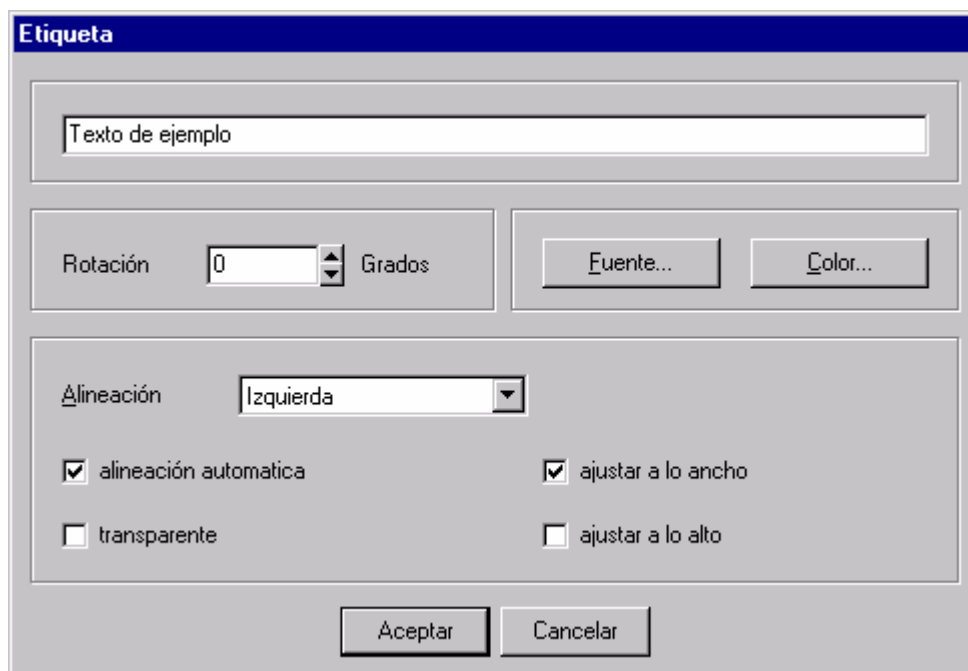 Etiqueta
Texto de ejemplo
Rotación 0 Grados Fuente... Color...
Alineación Izquierda
alineación automatica ajustar a lo ancho
transparente ajustar a lo alto
Aceptar Cancelar